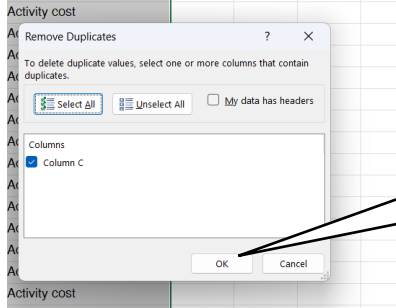 Activity cost
Remove Duplicates
?
To delete duplicate values, select one or more columns that contain
duplicates.
Select All
Unselect All
My data has headers
Columns
Column C
OK
Cancel
Activity cost